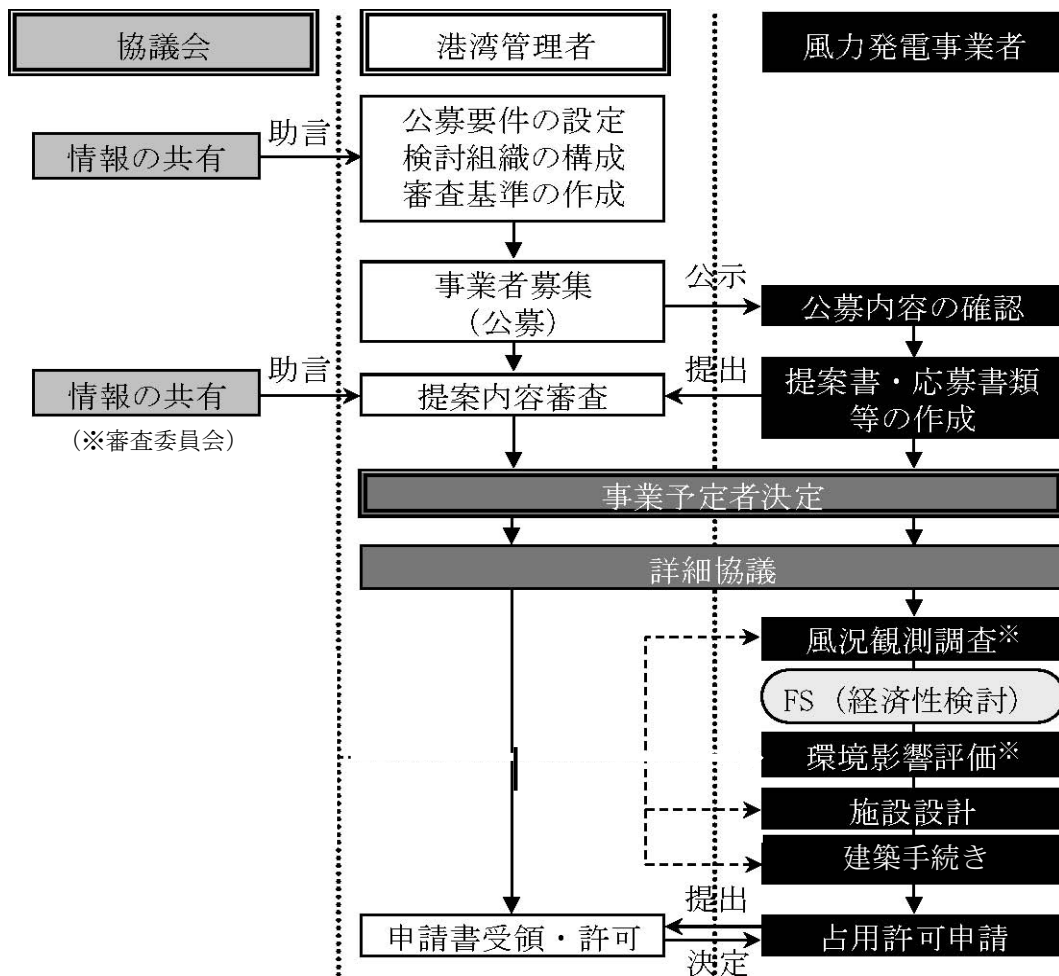 協議会
港湾管理者
風力発電事業者
情報の共有
助言
公募要件の設定
検討組織の構成
審査基準の作成
事業者募集
（公募）
公示
公募内容の確認
情報の共有
（※審査委員会）
助言
提案内容審査
提出
提案書・応募書類
等の作成
事業予定者決定
詳細協議
風況観測調査※
FS（経済性検討）
環境影響評価※
施設設計
建築手続き
申請書受領・許可
提出
決定
占用許可申請